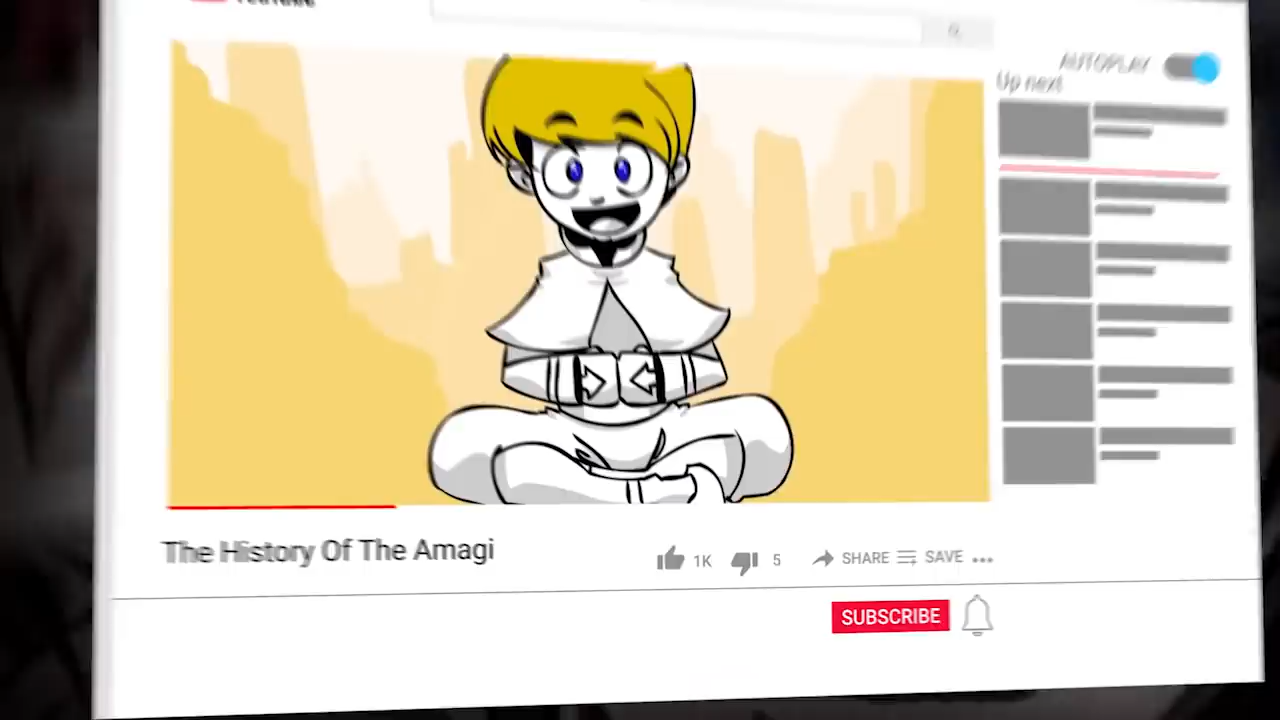 AUTOPLAY
Up next
The History Of The Amagi
1K
5
SHARE
SAVE
SUBSCRIBE